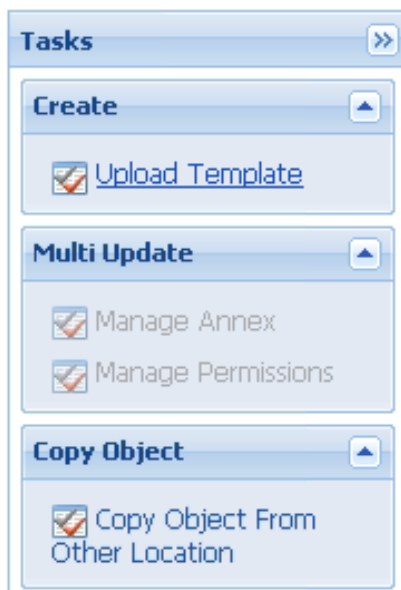 Tasks
Create
Upload Template
Multi Update
Manage Annex
Manage Permissions
Copy Object
Copy Object From
Other Location